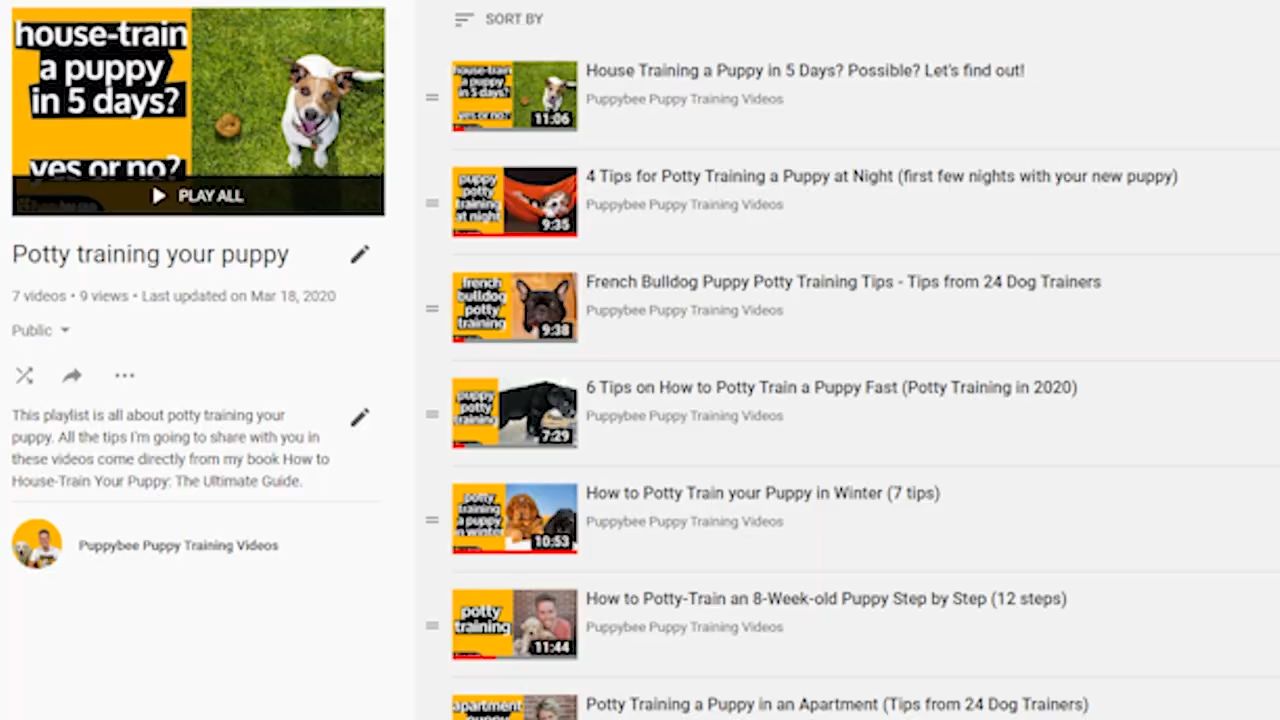 house-train
a puppy
in 5 days?
yes or no?
PLAY ALL
Potty training your puppy
7 videos • 9 views • Last updated on Mar 18, 2020
Public
This playlist is all about potty training your
puppy. All the tips I'm going to share with you in
these videos come directly from my book How to
House-Train Your Puppy: The Ultimate Guide.
Puppybee Puppy Training Videos
SORT BY
house-train
a puppy
in 5 days?
yes or no?
11:06
House Training a Puppy in 5 Days? Possible? Let's find out!
Puppybee Puppy Training Videos
puppy
potty
training
at night
9:35
4 Tips for Potty Training a Puppy at Night (first few nights with your new puppy)
Puppybee Puppy Training Videos
french
bulldog
potty
training
9:38
French Bulldog Puppy Potty Training Tips - Tips from 24 Dog Trainers
Puppybee Puppy Training Videos
puppy
potty
training
7:29
6 Tips on How to Potty Train a Puppy Fast (Potty Training in 2020)
Puppybee Puppy Training Videos
potty
training
a puppy
in winter
10:53
How to Potty Train your Puppy in Winter (7 tips)
Puppybee Puppy Training Videos
potty
training
11:44
How to Potty-Train an 8-Week-old Puppy Step by Step (12 steps)
Puppybee Puppy Training Videos
apartment
puppy
Potty Training a Puppy in an Apartment (Tips from 24 Dog Trainers)